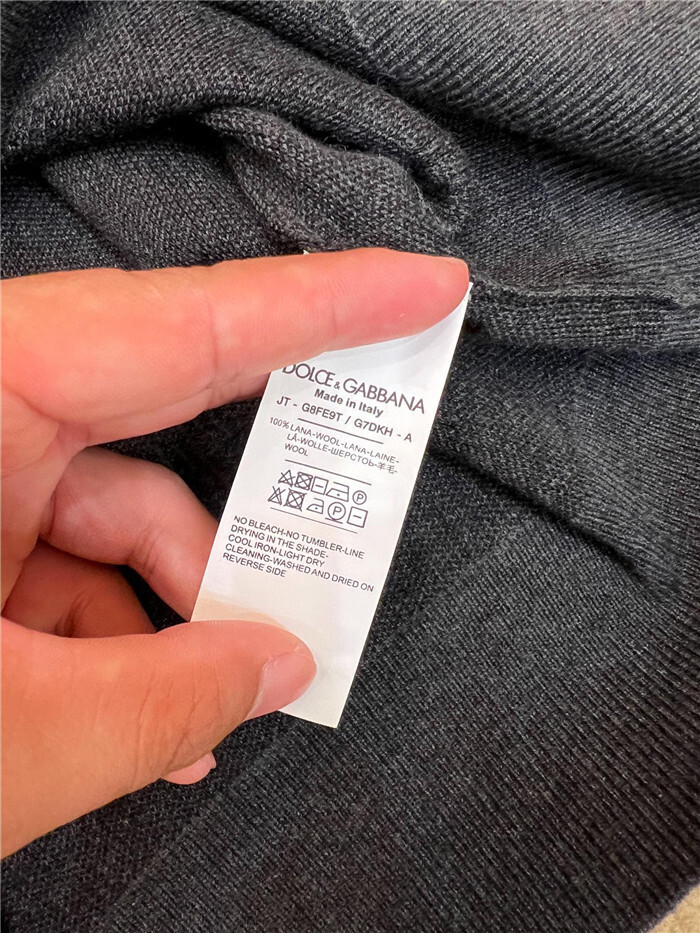 DOLCE & GABBANA
Made in Italy
JT - G8FE9T / G7DKH - A
100% LANA-WOOL-LANA-LAINE-
LÃ-WOLLE-ШЕРСТОЬ-羊毛-
WOOL
P
P
NO BLEACH-NO TUMBLER-LINE
DRYING IN THE SHADE-
COOL IRON-LIGHT DRY
CLEANING-WASHED AND DRIED ON
REVERSE SIDE